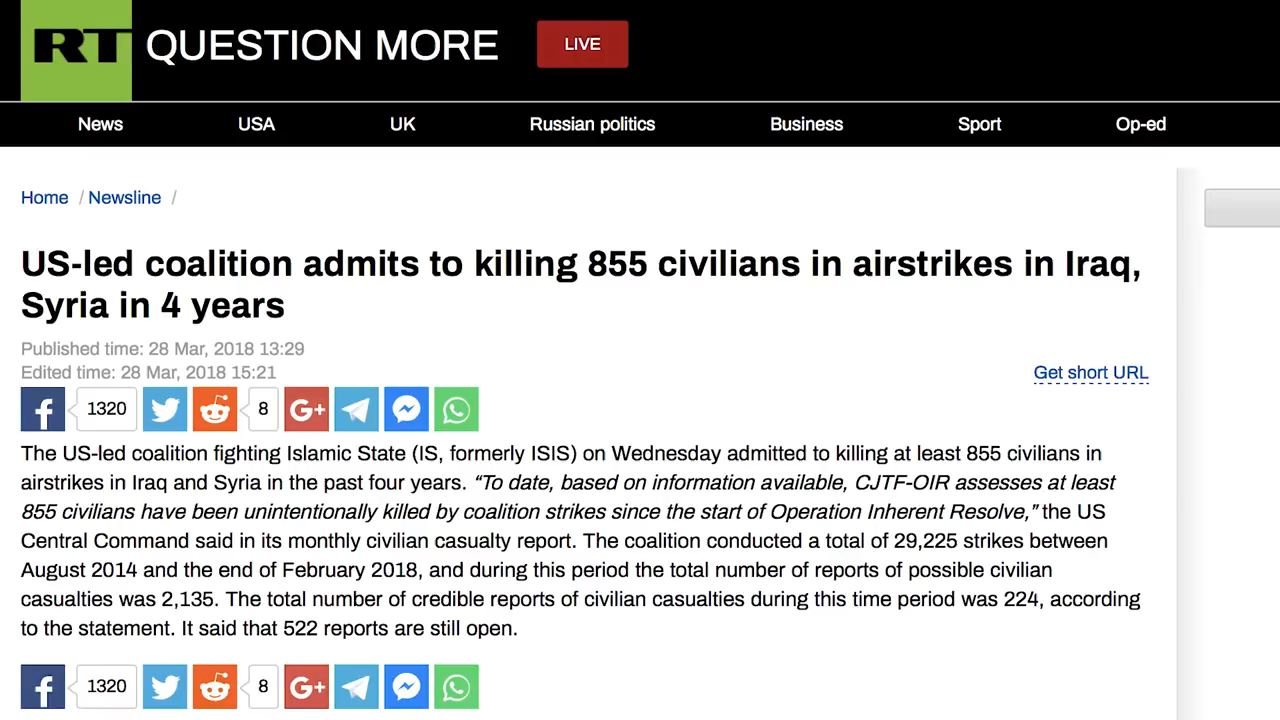 RT QUESTION MORE LIVE
News USA UK Russian politics Business Sport Op-ed
Home / Newsline /
US-led coalition admits to killing 855 civilians in airstrikes in Iraq,
Syria in 4 years
Published time: 28 Mar, 2018 13:29
Edited time: 28 Mar, 2018 15:21
Get short URL
f 1320 8 G+
The US-led coalition fighting Islamic State (IS, formerly ISIS) on Wednesday admitted to killing at least 855 civilians in
airstrikes in Iraq and Syria in the past four years. “To date, based on information available, CJTF-OIR assesses at least
855 civilians have been unintentionally killed by coalition strikes since the start of Operation Inherent Resolve,” the US
Central Command said in its monthly civilian casualty report. The coalition conducted a total of 29,225 strikes between
August 2014 and the end of February 2018, and during this period the total number of reports of possible civilian
casualties was 2,135. The total number of credible reports of civilian casualties during this time period was 224, according
to the statement. It said that 522 reports are still open.
f 1320 8 G+